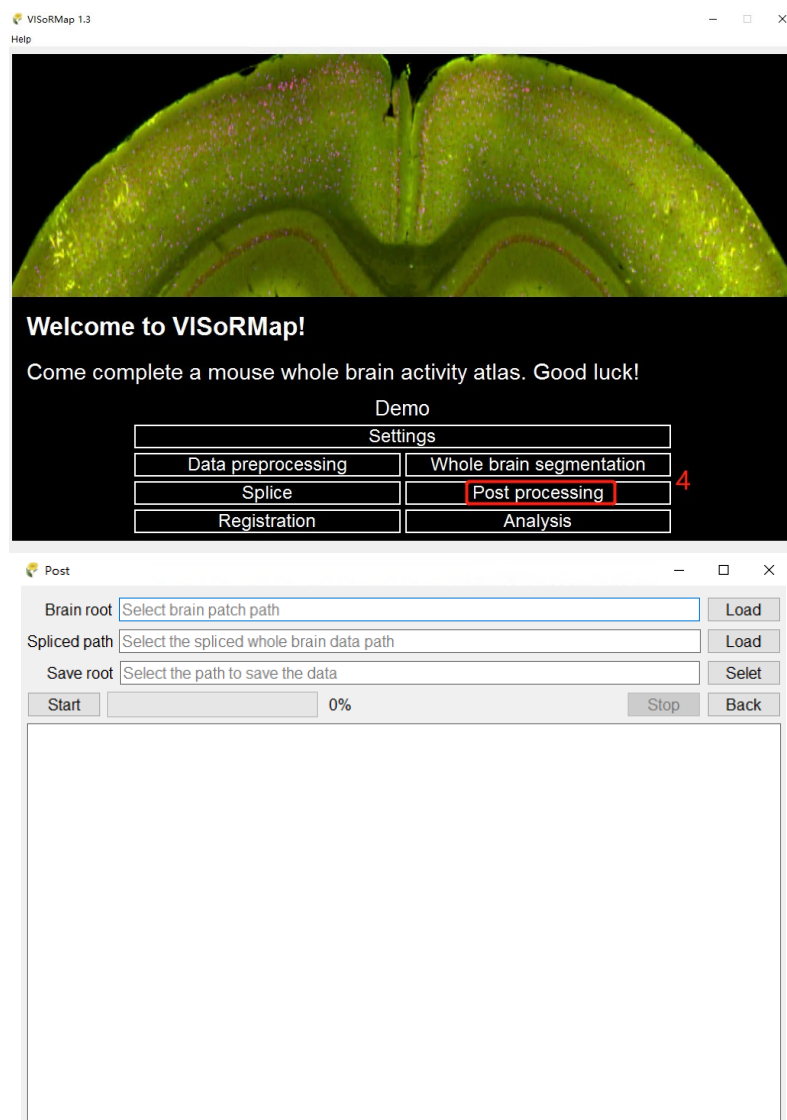 VISoRMap 1.3
Help
Welcome to VISoRMap!
Come complete a mouse whole brain activity atlas. Good luck!
Demo
Settings
Data preprocessing Whole brain segmentation
Splice Post processing 4
Registration Analysis
Post
Brain root Select brain patch path Load
Spliced path Select the spliced whole brain data path Load
Save root Select the path to save the data Selet
Start 0% Stop Back